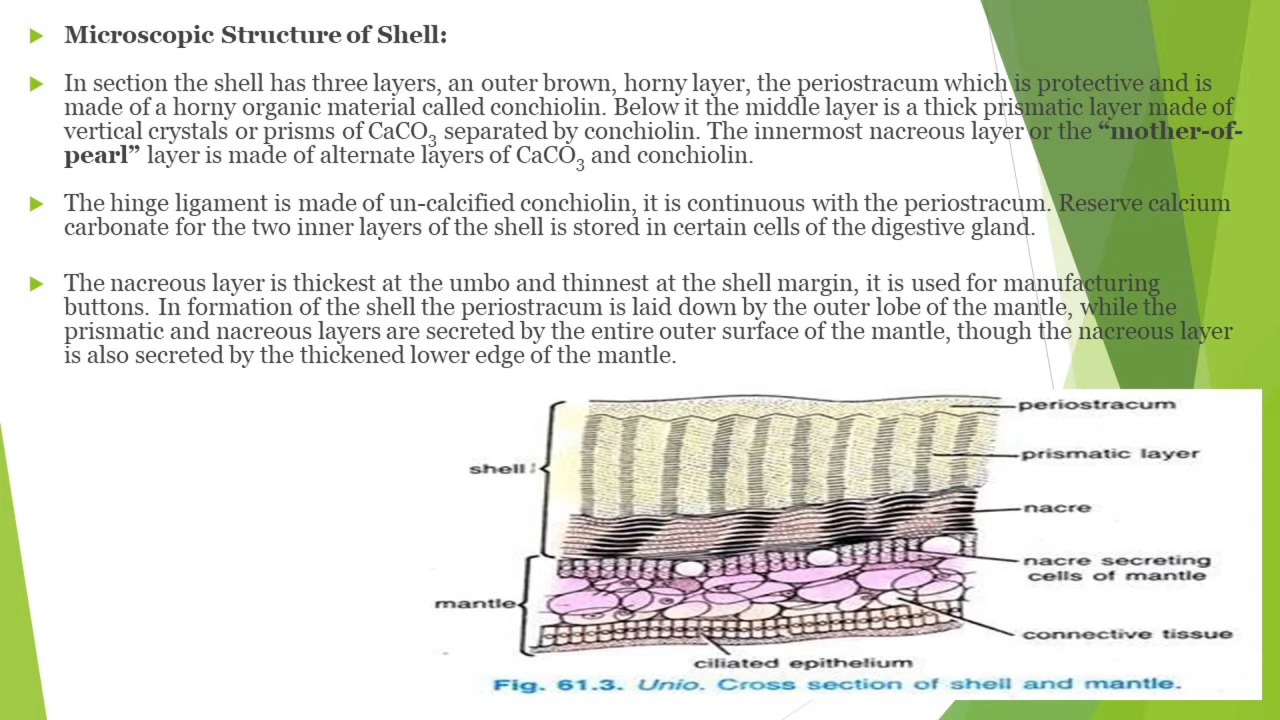 Microscopic Structure of Shell:
In section the shell has three layers, an outer brown, horny layer, the periostracum which is protective and is
made of a horny organic material called conchiolin. Below it the middle layer is a thick prismatic layer made of
vertical crystals or prisms of CaCO3 separated by conchiolin. The innermost nacreous layer or the “mother-of-
pearl” layer is made of alternate layers of CaCO3 and conchiolin.
The hinge ligament is made of un-calcified conchiolin, it is continuous with the periostracum. Reserve calcium
carbonate for the two inner layers of the shell is stored in certain cells of the digestive gland.
The nacreous layer is thickest at the umbo and thinnest at the shell margin, it is used for manufacturing
buttons. In formation of the shell the periostracum is laid down by the outer lobe of the mantle, while the
prismatic and nacreous layers are secreted by the entire outer surface of the mantle, though the nacreous layer
is also secreted by the thickened lower edge of the mantle.
periostracum
prismatic layer
shell
nacre
nacre secreting
cells of mantle
mantle
connective tissue
ciliated epithelium
Fig. 61.3. Unio. Cross section of shell and mantle.